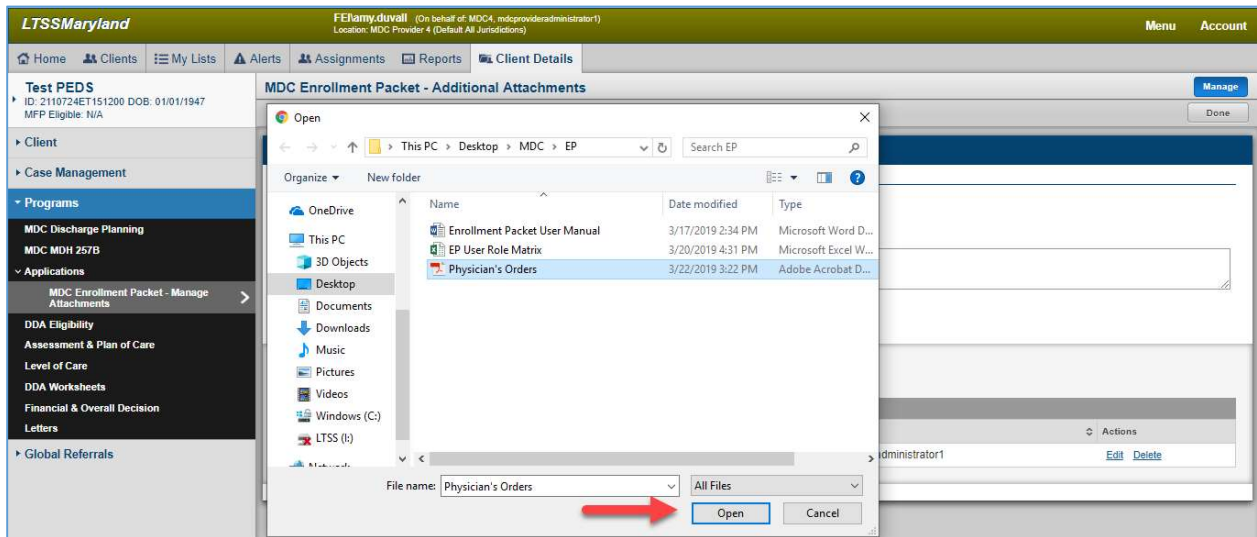 LTSSMaryland
FEI\amy.duvall (On behalf of: MDC4, mdcprovideradministrator1)
Location: MDC Provider 4 (Default All Jurisdictions)
Menu Account
Home Clients My Lists Alerts Assignments Reports Client Details
Test PEDS
ID: 2110724ET151200 DOB: 01/01/1947
MFP Eligible: N/A
MDC Enrollment Packet - Additional Attachments
Manage
Done
Client
Case Management
Programs
MDC Discharge Planning
MDC MDH 257B
Applications
MDC Enrollment Packet - Manage
Attachments
DDA Eligibility
Assessment & Plan of Care
Level of Care
DDA Worksheets
Financial & Overall Decision
Letters
Global Referrals
Open
This PC > Desktop > MDC > EP
Search EP
Organize New folder
OneDrive
This PC
3D Objects
Desktop
Documents
Downloads
Music
Pictures
Videos
Windows (C:)
LTSS (I:)
Name Date modified Type
Enrollment Packet User Manual 3/17/2019 2:34 PM Microsoft Word D...
EP User Role Matrix 3/20/2019 4:31 PM Microsoft Excel W...
Physician's Orders 3/22/2019 3:22 PM Adobe Acrobat D...
File name: Physician's Orders All Files
Open Cancel
Actions
administrator1 Edit Delete